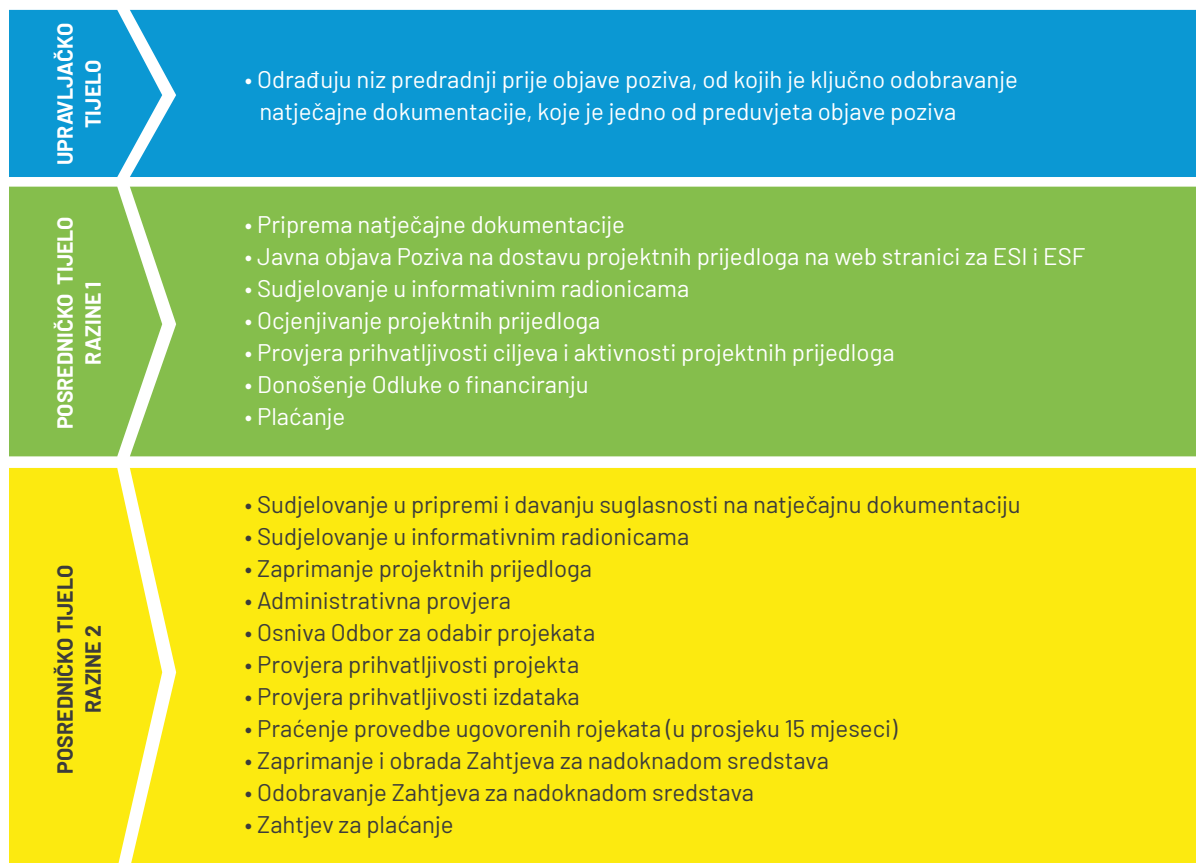 UPRAVLJAČKO
TIJELO
• Odrađuju niz predradnji prije objave poziva, od kojih je ključno odobravanje
natječajne dokumentacije, koje je jedno od preduvjeta objave poziva
POSREDNIČKO TIJELO
RAZINE 1
• Priprema natječajne dokumentacije
• Javna objava Poziva na dostavu projektnih prijedloga na web stranici za ESI i ESF
• Sudjelovanje u informativnim radionicama
• Ocjenjivanje projektnih prijedloga
• Provjera prihvatljivosti ciljeva i aktivnosti projektnih prijedloga
• Donošenje Odluke o financiranju
• Plaćanje
POSREDNIČKO TIJELO
RAZINE 2
• Sudjelovanje u pripremi i davanju suglasnosti na natječajnu dokumentaciju
• Sudjelovanje u informativnim radionicama
• Zaprimanje projektnih prijedloga
• Administrativna provjera
• Osniva Odbor za odabir projekata
• Provjera prihvatljivosti projekta
• Provjera prihvatljivosti izdataka
• Praćenje provedbe ugovorenih rojekata (u prosjeku 15 mjeseci)
• Zaprimanje i obrada Zahtjeva za nadoknadom sredstava
• Odobravanje Zahtjeva za nadoknadom sredstava
• Zahtjev za plaćanje